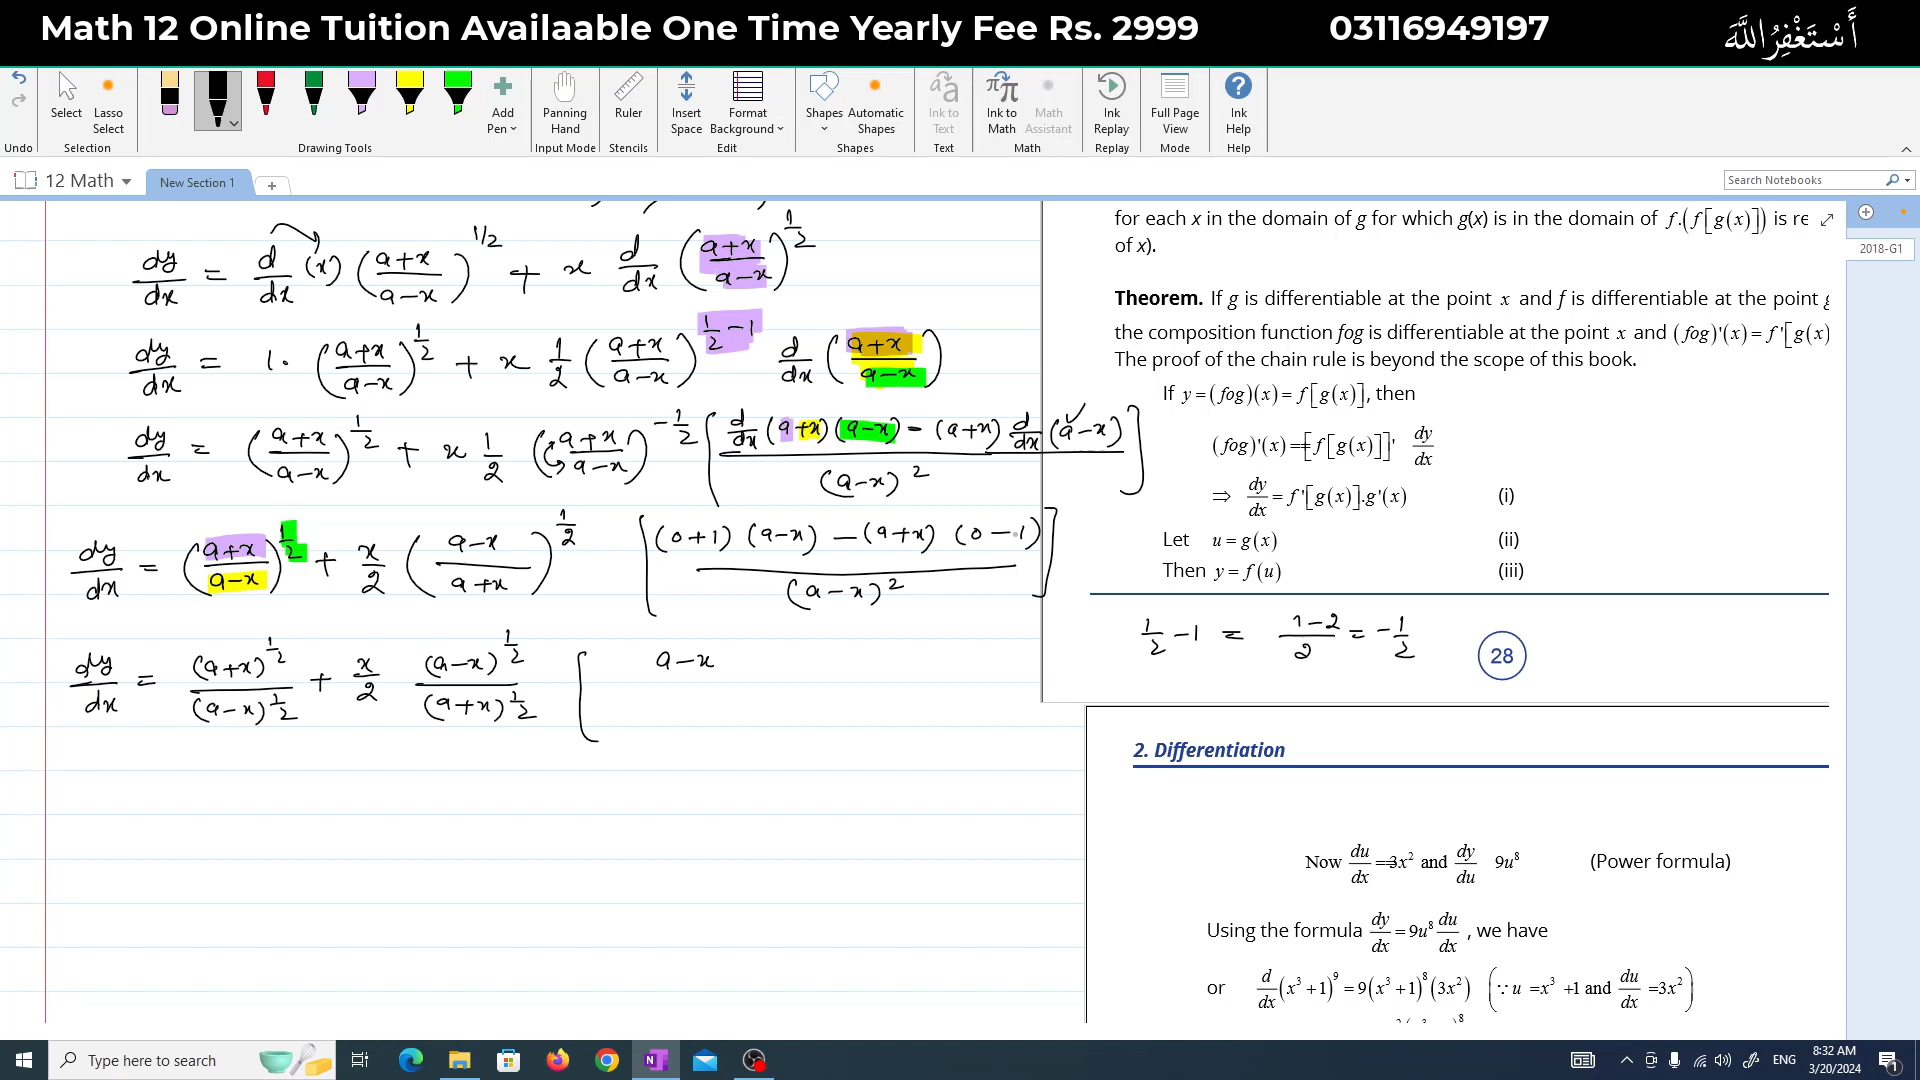 Math 12 Online Tuition Availaable One Time Yearly Fee Rs. 2999 03116949197 أَسْتَغْفِرُاللَّٰه
Undo
Select Lasso Select
Selection
Drawing Tools
Add Pen
Panning Hand
Input Mode
Ruler
Stencils
Insert Space Format Background
Edit
Shapes Automatic Shapes
Shapes
Ink to Text
Text
Ink to Math Math Assistant
Math
Ink Replay
Replay
Full Page View
Mode
Ink Help
Help
12 Math New Section 1 + Search Notebooks
2018-G1
dy/dx = d/dx (x) ((a+x)/(a-x))^1/2 + x d/dx ((a+x)/(a-x))^1/2
dy/dx = 1· ((a+x)/(a-x))^1/2 + x 1/2 ((a+x)/(a-x))^(1/2 - 1) d/dx ((a+x)/(a-x))
dy/dx = ((a+x)/(a-x))^1/2 + x 1/2 ((a+x)/(a-x))^-1/2 [(d/dx (a+x)(a-x) - (a+x) d/dx (a-x))/(a-x)^2]
dy/dx = ((a+x)/(a-x))^1/2 + x/2 ((a-x)/(a+x))^1/2 [((0+1)(a-x) - (a+x)(0-1))/(a-x)^2]
dy/dx = (a+x)^1/2/(a-x)^1/2 + x/2 (a-x)^1/2/(a+x)^1/2 [ a-x
for each x in the domain of g for which g(x) is in the domain of f.(f[g(x)]) is re
of x).
Theorem. If g is differentiable at the point x and f is differentiable at the point g
the composition function fog is differentiable at the point x and (fog)'(x)= f'[g(x)
The proof of the chain rule is beyond the scope of this book.
If y=(fog)(x)= f[g(x)], then
(fog)'(x)=[f[g(x)]]' dy/dx
⇒ dy/dx = f'[g(x)].g'(x) (i)
Let u=g(x) (ii)
Then y=f(u) (iii)
1/2 - 1 = (1-2)/2 = -1/2
28
2. Differentiation
Now du/dx =3x² and dy/du 9u⁸ (Power formula)
Using the formula dy/dx = 9u⁸ du/dx , we have
or d/dx (x³+1)⁹ = 9(x³+1)⁸(3x²) (∵ u =x³ +1 and du/dx =3x²)
Type here to search
ENG
8:32 AM
3/20/2024
1